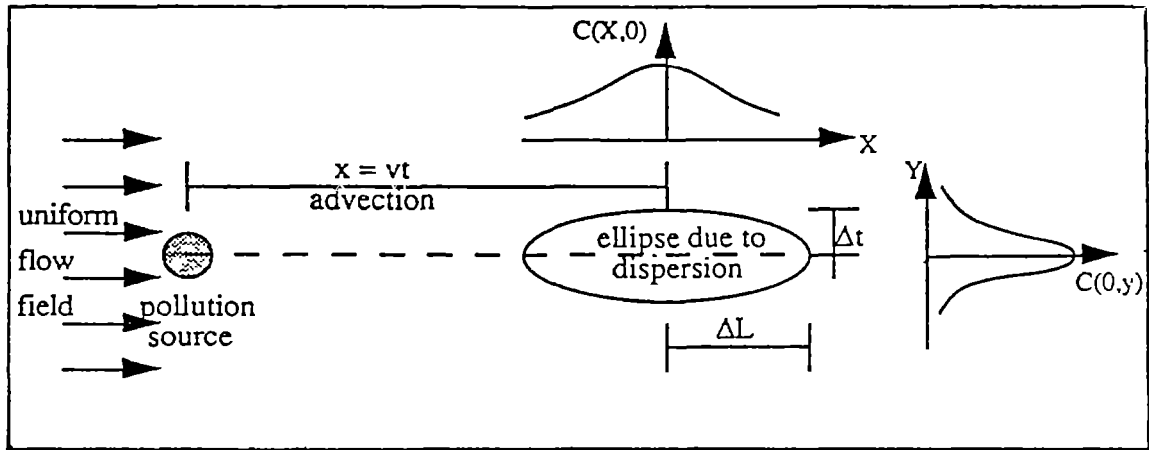 C(X,0)
X
x = vt
advection
Y
uniform
flow
field
pollution
source
ellipse due to
dispersion
Δt
ΔL
C(0,y)